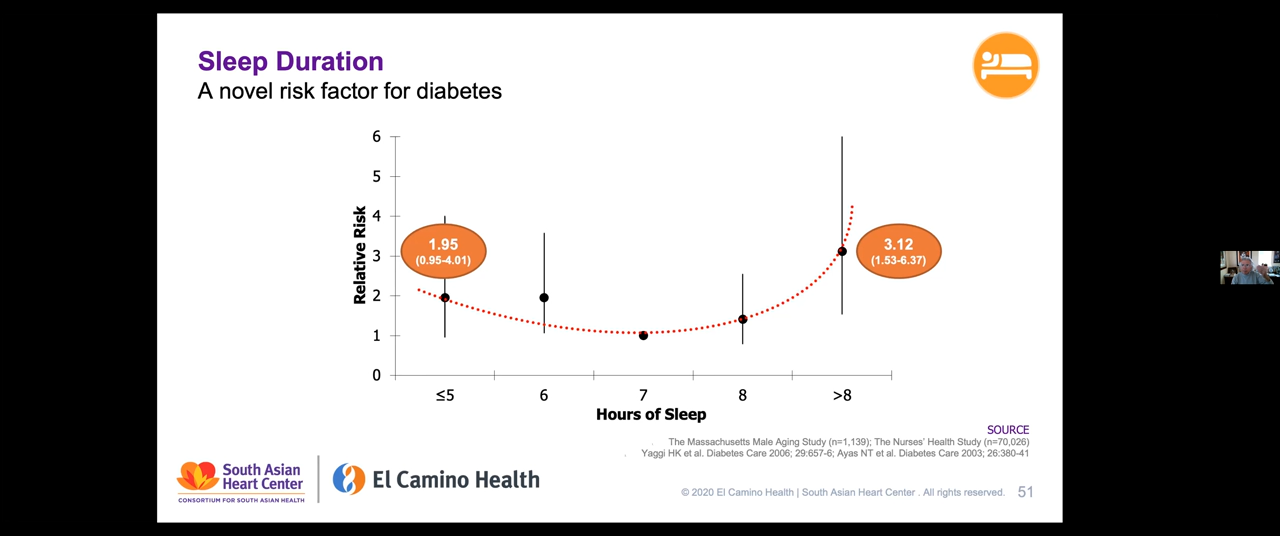 Sleep Duration
A novel risk factor for diabetes
6
5
4
3
2
1
0
Relative Risk
1.95
(0.95-4.01)
3.12
(1.53-6.37)
≤5 6 7 8 >8
Hours of Sleep
SOURCE
The Massachusetts Male Aging Study (n=1,139); The Nurses' Health Study (n=70,026)
Yaggi HK et al. Diabetes Care 2006; 29:657-6; Ayas NT et al. Diabetes Care 2003; 26:380-41
South Asian
Heart Center
CONSORTIUM FOR SOUTH ASIAN HEALTH
El Camino Health
© 2020 El Camino Health | South Asian Heart Center . All rights reserved. 51